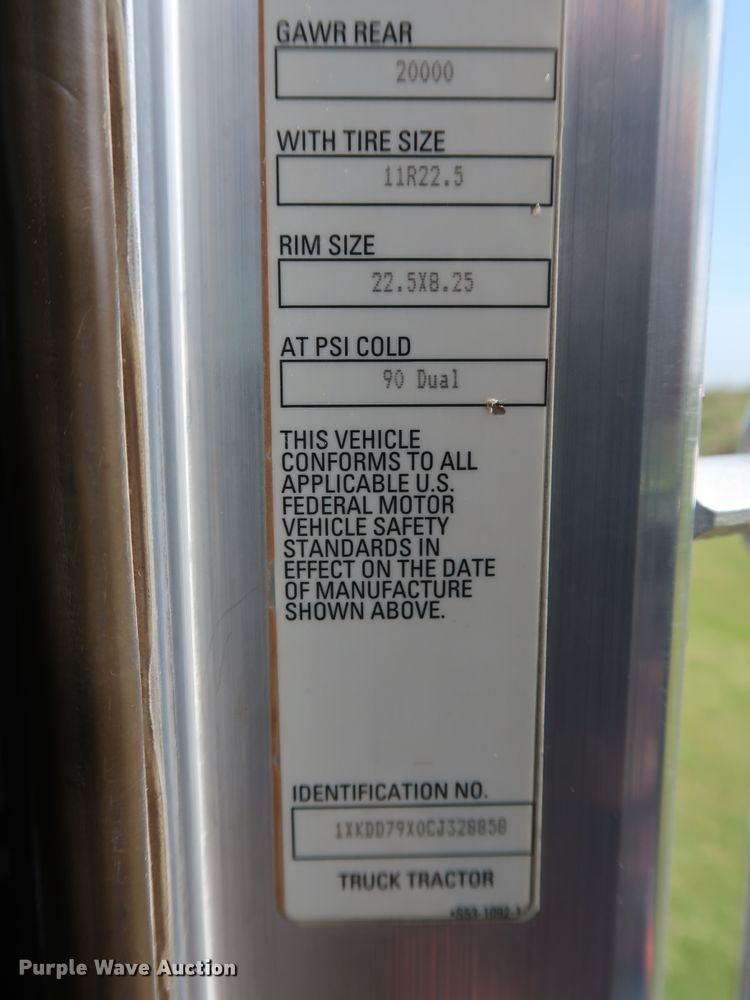 GAWR REAR
20000
WITH TIRE SIZE
11R22.5
RIM SIZE
22.5X8.25
AT PSI COLD
90 Dual
THIS VEHICLE
CONFORMS TO ALL
APPLICABLE U.S.
FEDERAL MOTOR
VEHICLE SAFETY
STANDARDS IN
EFFECT ON THE DATE
OF MANUFACTURE
SHOWN ABOVE.
IDENTIFICATION NO.
1XKDD79X0CJ328858
TRUCK TRACTOR
Purple Wave Auction